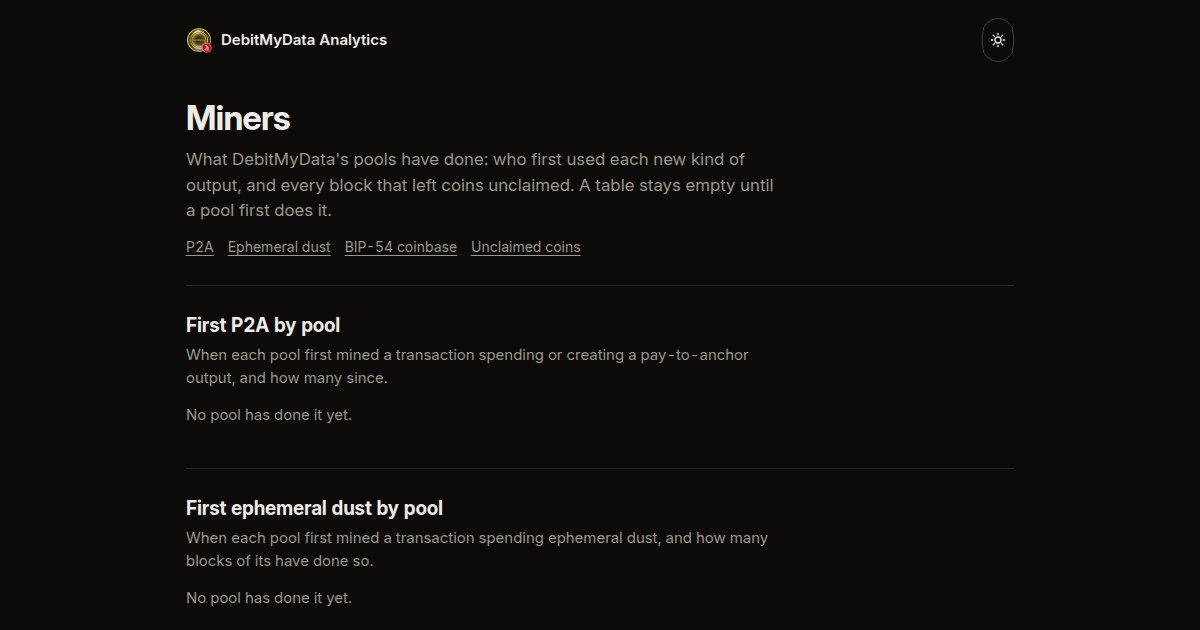 DebitMyData Analytics
Miners
What DebitMyData's pools have done: who first used each new kind of
output, and every block that left coins unclaimed. A table stays empty until
a pool first does it.
P2A Ephemeral dust BIP-54 coinbase Unclaimed coins
First P2A by pool
When each pool first mined a transaction spending or creating a pay-to-anchor
output, and how many since.
No pool has done it yet.
First ephemeral dust by pool
When each pool first mined a transaction spending ephemeral dust, and how many
blocks of its have done so.
No pool has done it yet.